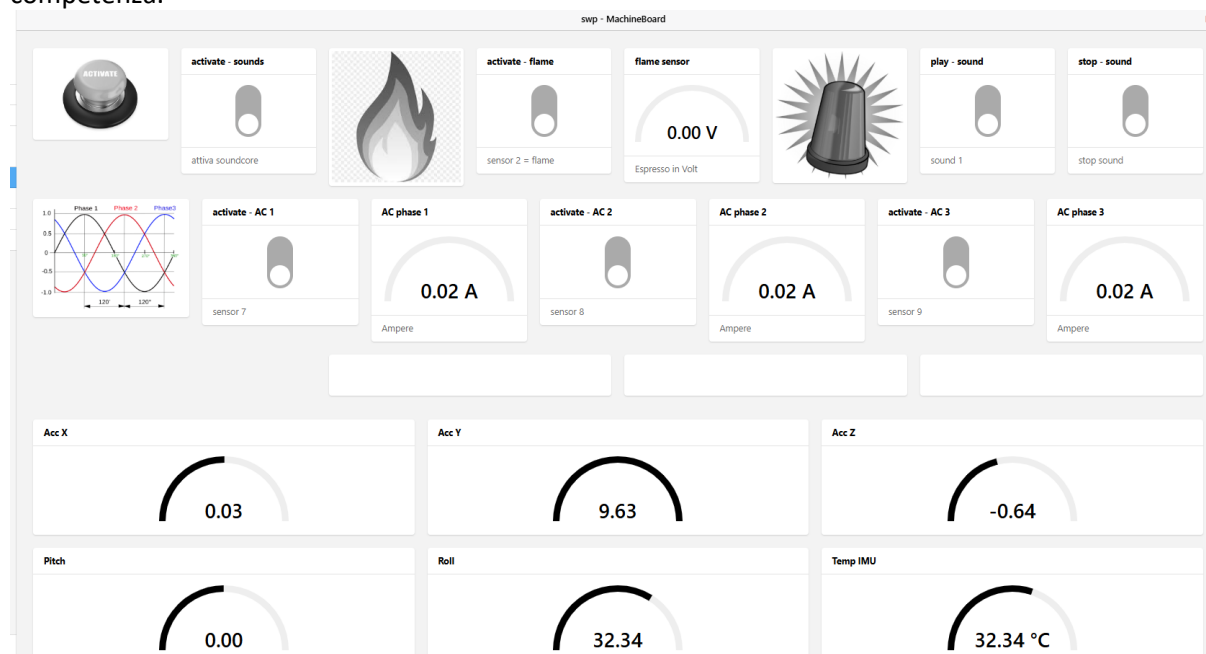 competenza.
swp - MachineBoard
ACTIVATE
activate - sounds
attiva soundcore
activate - flame
sensor 2 = flame
flame sensor
0.00 V
Espresso in Volt
play - sound
sound 1
stop - sound
stop sound
Phase 1 Phase 2 Phase3
1.0
0.5
0
-0.5
-1.0
120° 120°
activate - AC 1
sensor 7
AC phase 1
0.02 A
Ampere
activate - AC 2
sensor 8
AC phase 2
0.02 A
Ampere
activate - AC 3
sensor 9
AC phase 3
0.02 A
Ampere
Acc X
0.03
Acc Y
9.63
Acc Z
-0.64
Pitch
0.00
Roll
32.34
Temp IMU
32.34 °C